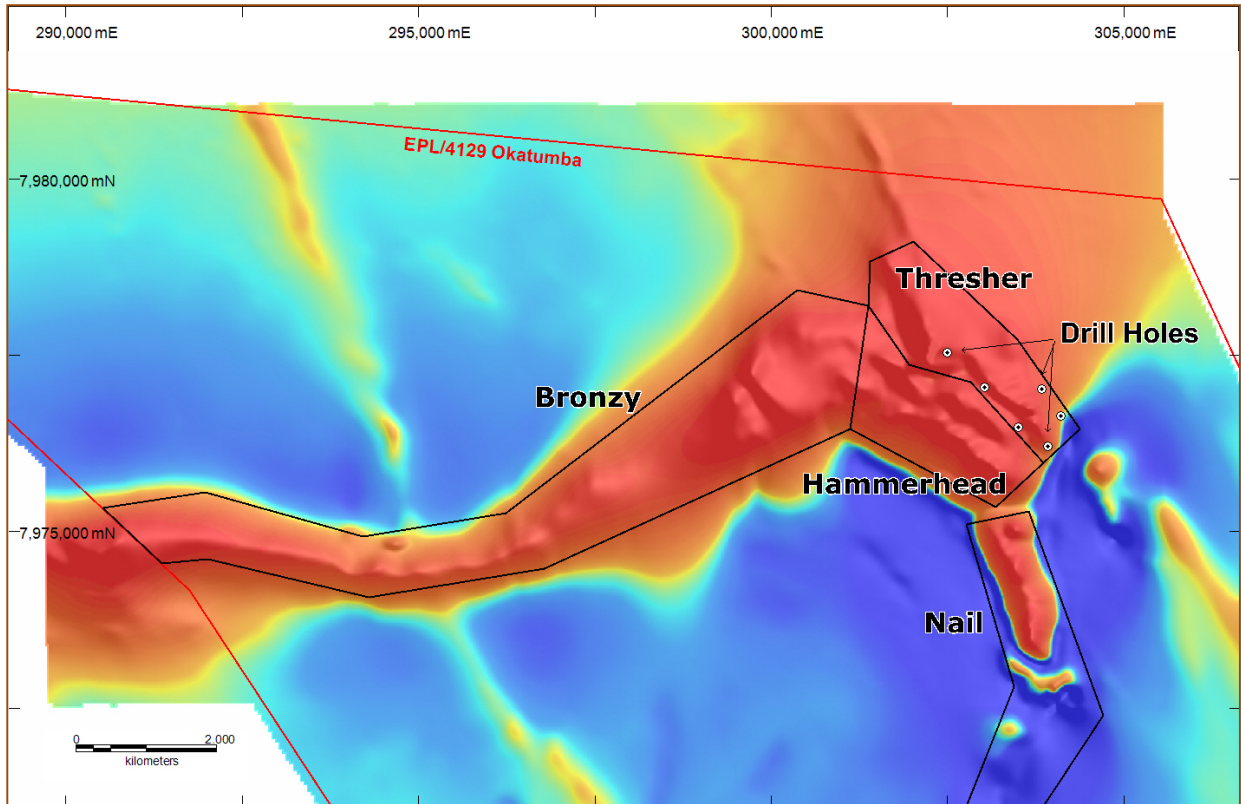 290,000 mE
295,000 mE
300,000 mE
305,000 mE
EPL/4129 Okatumba
7,980,000 mN
Thresher
Drill Holes
Bronzy
Hammerhead
7,975,000 mN
Nail
0 2,000
kilometers